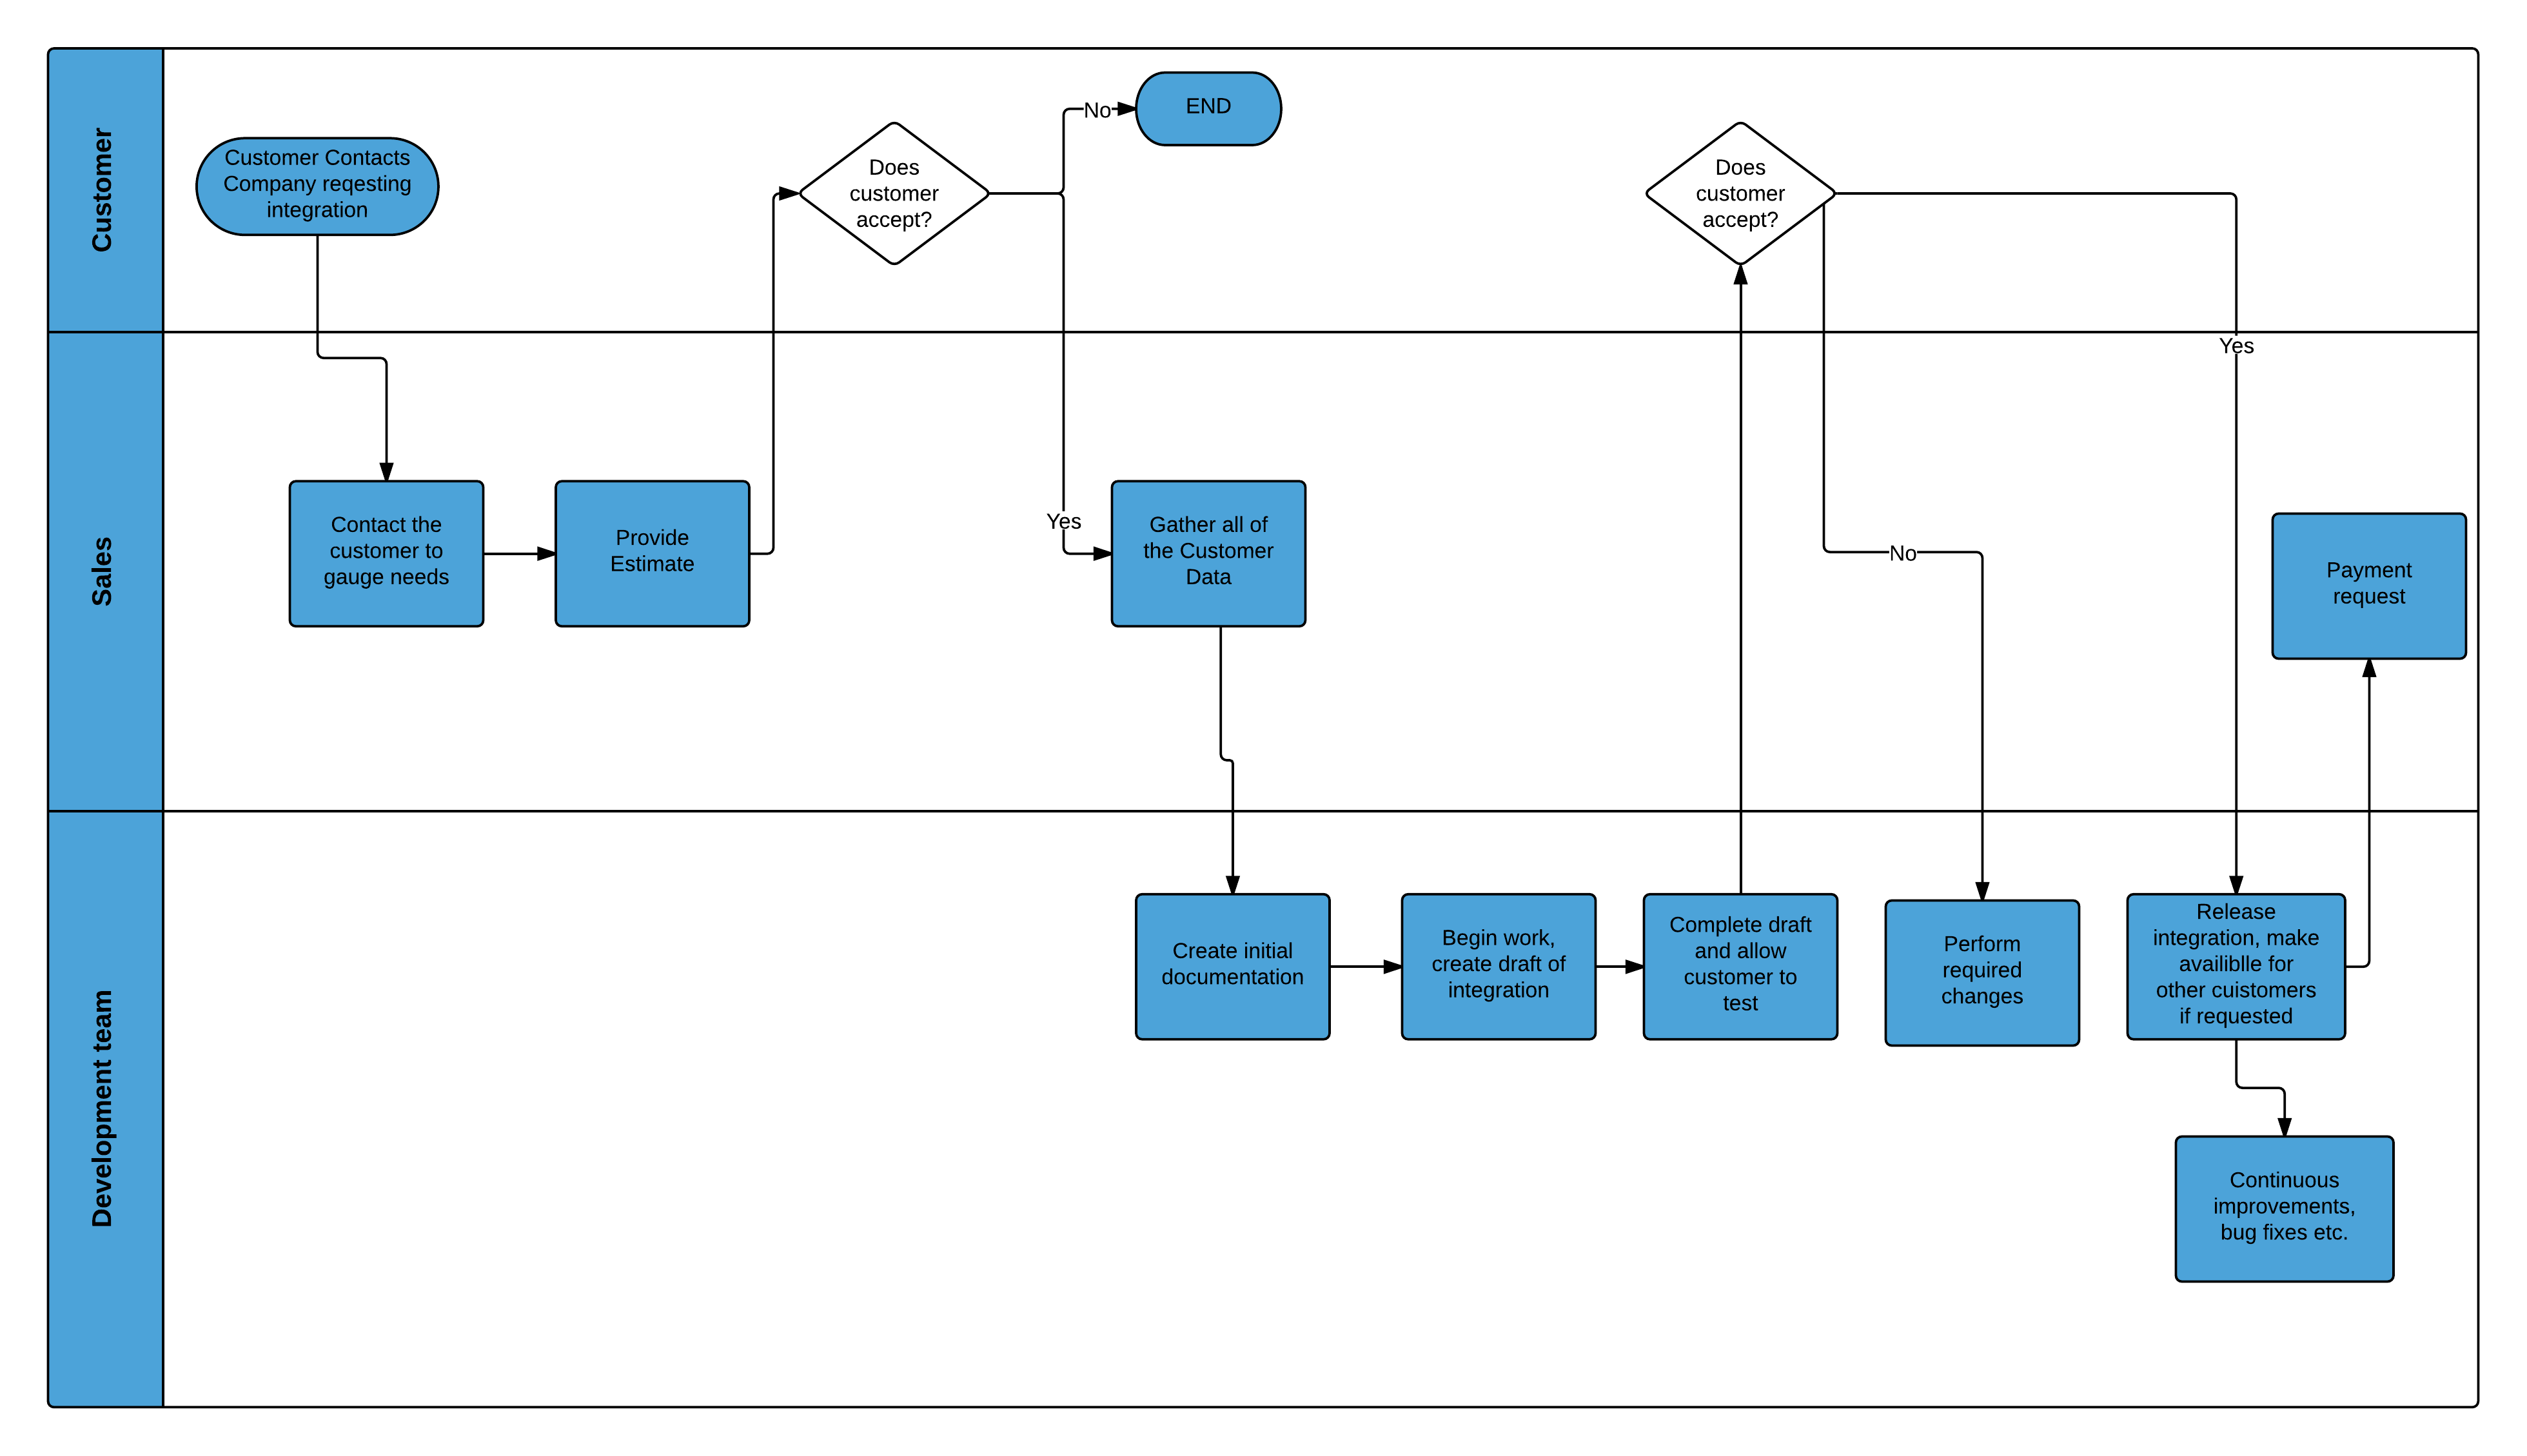 Customer
Customer Contacts
Company reqesting
integration
Does
customer
accept?
No
END
Does
customer
accept?
Yes
Sales
Contact the
customer to
gauge needs
Provide
Estimate
Yes
Gather all of
the Customer
Data
No
Payment
request
Development team
Create initial
documentation
Begin work,
create draft of
integration
Complete draft
and allow
customer to
test
Perform
required
changes
Release
integration, make
availiblle for
other cuistomers
if requested
Continuous
improvements,
bug fixes etc.